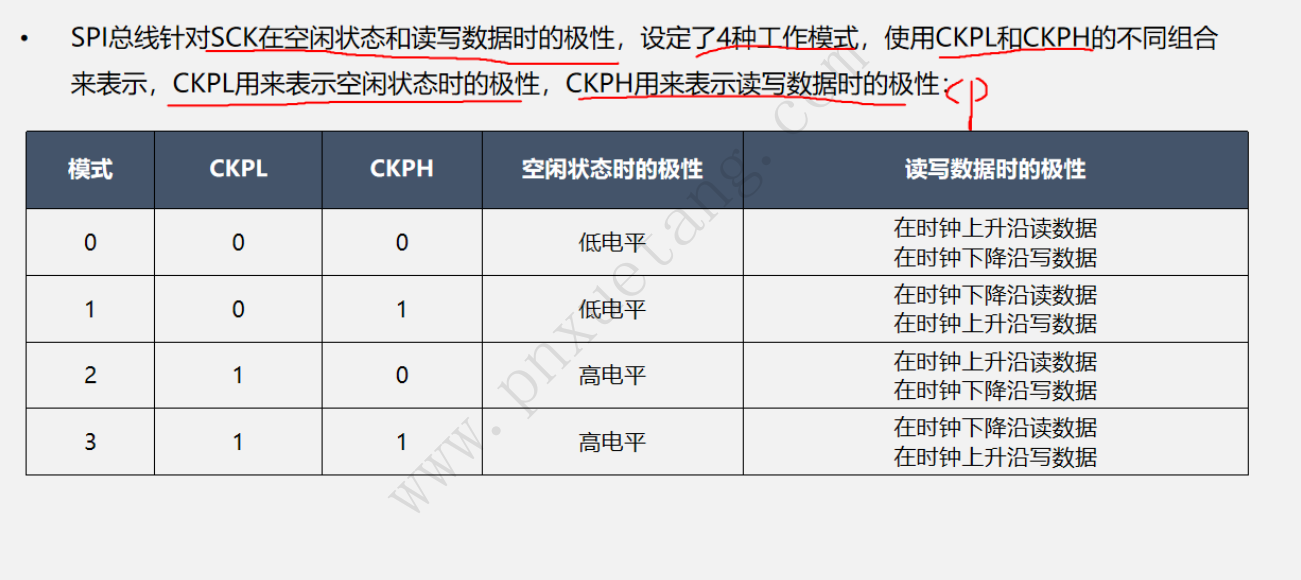 • SPI总线针对SCK在空闲状态和读写数据时的极性，设定了4种工作模式，使用CKPL和CKPH的不同组合
来表示，CKPL用来表示空闲状态时的极性，CKPH用来表示读写数据时的极性：
模式 CKPL CKPH 空闲状态时的极性 读写数据时的极性
0 0 0 低电平 在时钟上升沿读数据
在时钟下降沿写数据
1 0 1 低电平 在时钟下降沿读数据
在时钟上升沿写数据
2 1 0 高电平 在时钟上升沿读数据
在时钟下降沿写数据
3 1 1 高电平 在时钟下降沿读数据
在时钟上升沿写数据
www.pnxuetang.com